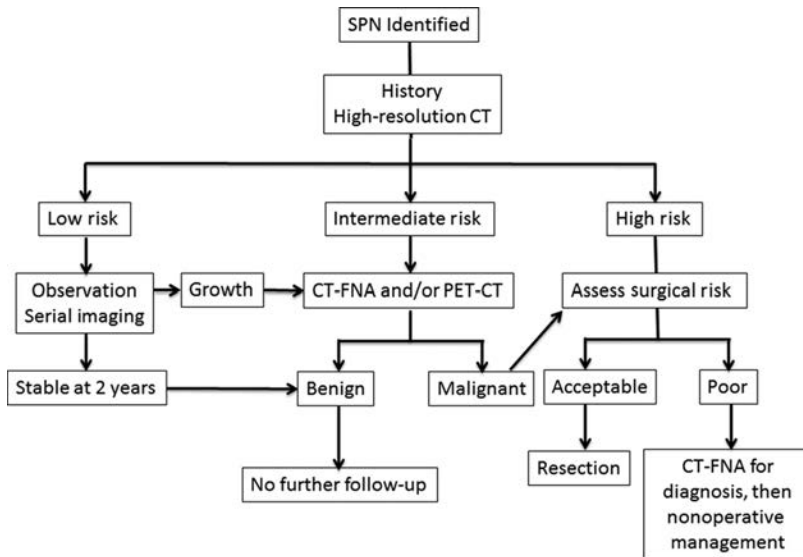 SPN Identified
History
High-resolution CT
Low risk
Intermediate risk
High risk
Observation
Serial imaging
Growth
CT-FNA and/or PET-CT
Assess surgical risk
Stable at 2 years
Benign
Malignant
Acceptable
Poor
No further follow-up
Resection
CT-FNA for
diagnosis, then
nonoperative
management